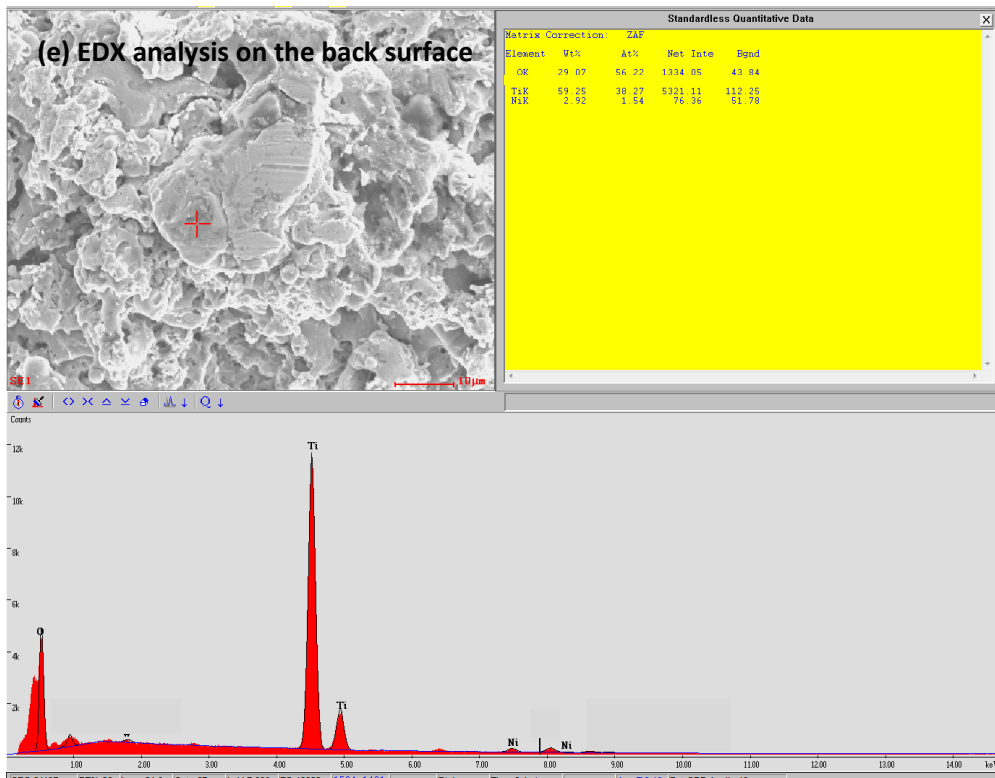 Standardless Quantitative Data
(e) EDX analysis on the back surface
Matrix Correction: ZAF
Element Wt% At% Net Inte Bgnd
OK 29.07 56.22 1334.05 43.84
TiK 59.25 38.27 5321.11 112.25
NiK 2.92 1.54 76.36 51.78
SE1 10µm
Counts
12k
10k
8k
6k
4k
2k
Ti
O
Ti
Ni
Ni
1.00 2.00 3.00 4.00 5.00 6.00 7.00 8.00 9.00 10.00 11.00 12.00 13.00 14.00 keV